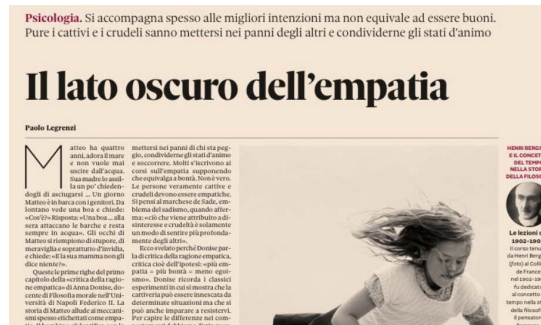 Psicologia. Si accompagna spesso alle migliori intenzioni ma non equivale ad essere buoni.
Pure i cattivi e i crudeli sanno mettersi nei panni degli altri e condividerne gli stati d'animo
Il lato oscuro dell'empatia
Paolo Legrenzi
Matteo ha quattro
anni, adora il mare
e non vuole mai
uscire dall'acqua.
Sua madre lo assil-
la un po' chieden-
dogli di asciugarsi ... Un giorno
Matteo è in barca con i genitori. Da
lontano vede una boa e chiede:
«Cos'è?» Risposta: «Una boa ... alla
sera attaccano le barche e resta
sempre in acqua». Gli occhi di
Matteo si riempiono di stupore, di
meraviglia e soprattutto d'invidia,
e chiede: «E la sua mamma non gli
dice niente?».
Queste le prime righe del primo
capitolo della «critica della ragio-
ne empatica» di Anna Donise, do-
cente di Filosofia morale nell'Uni-
versità di Napoli Federico II. La
storia di Matteo allude ai meccani-
smi spesso etichettati come empa-
mettersi nei panni di chi sta peg-
gio, condividerne gli stati d'animo
e soccorrere. Molti s'iscrivono ai
corsi sull'empatia supponendo
che equivalga a bontà. Non è vero.
Le persone veramente cattive e
crudeli devono essere empatiche.
Si pensi al marchese de Sade, em-
blema del sadismo, quando affer-
ma: «ciò che viene attribuito a di-
sinteresse e crudeltà è solamente
un modo di sentire più profonda-
mente degli altri».
Ecco svelato perché Donise par-
la di critica della ragione empatica,
critica cioè dell'ipotesi: «più em-
patia = più bontà = meno egoi-
smo». Donise ricorda i classici
esperimenti in cui si mostra che la
cattiveria può essere innescata da
determinate situazioni ma che si
può anche imparare a resistervi.
Per capire le differenze nei com-
HENRI BERG
E IL CONCET
DEL TEMPO
NELLA STOR
DELLA FILOSOF
Le lezioni
1902-190
Il corso tenu
da Henri Berg
(foto) al Collè
de France
nel 1902-190
fu dedicato
al concetto
tempo nella st
della filosofi